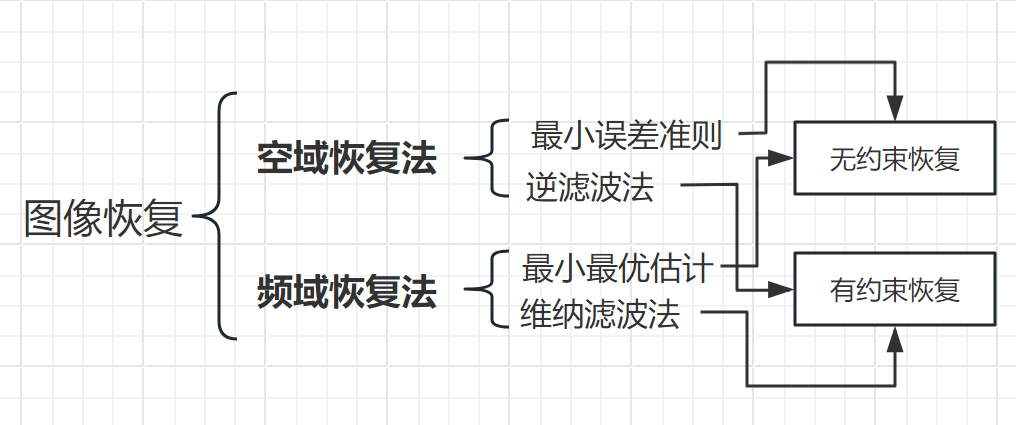 图像恢复
空域恢复法
最小误差准则
逆滤波法
频域恢复法
最小最优估计
维纳滤波法
无约束恢复
有约束恢复